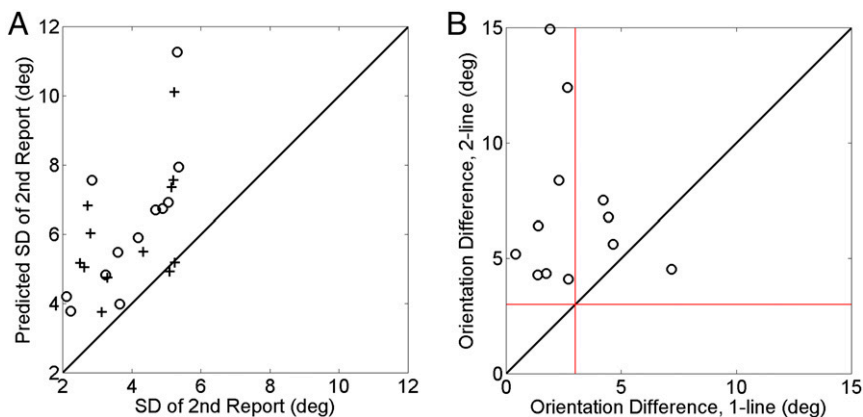 A
12
10
8
6
4
2
2 4 6 8 10 12
Predicted SD of 2nd Report (deg)
SD of 2nd Report (deg)
B
15
10
5
0
0 5 10 15
Orientation Difference, 2-line (deg)
Orientation Difference, 1-line (deg)